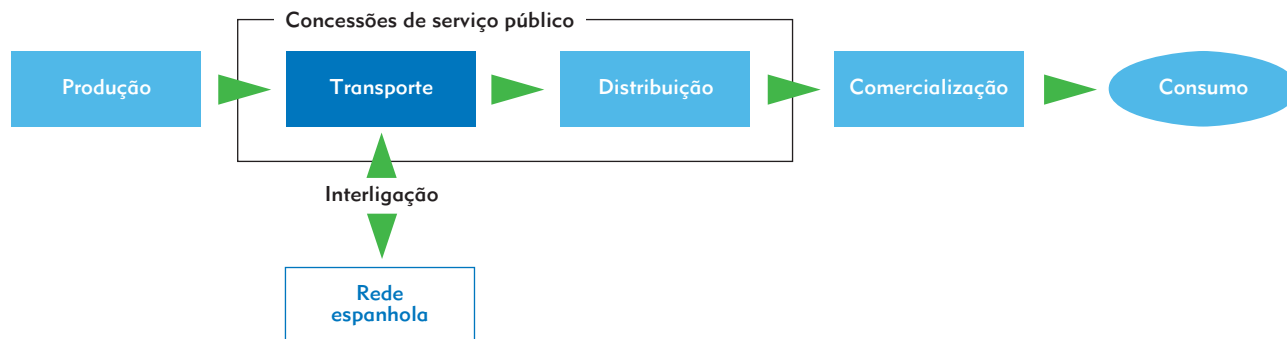 Concessões de serviço público
Produção
Transporte
Distribuição
Comercialização
Consumo
Interligação
Rede
espanhola